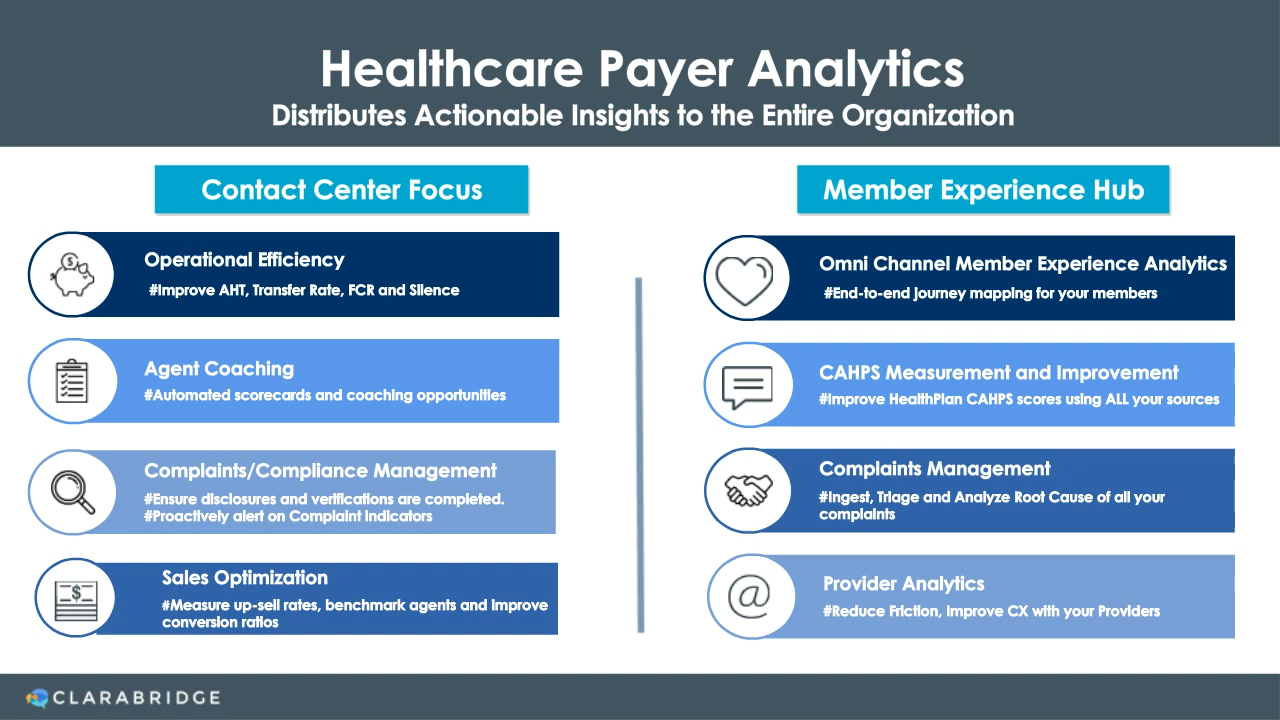 Healthcare Payer Analytics
Distributes Actionable Insights to the Entire Organization
Contact Center Focus
Operational Efficiency
#Improve AHT, Transfer Rate, FCR and Silence
Agent Coaching
#Automated scorecards and coaching opportunities
Complaints/Compliance Management
#Ensure disclosures and verifications are completed.
#Proactively alert on Complaint Indicators
$
Sales Optimization
#Measure up-sell rates, benchmark agents and improve
conversion ratios
Member Experience Hub
Omni Channel Member Experience Analytics
#End-to-end journey mapping for your members
CAHPS Measurement and Improvement
#Improve HealthPlan CAHPS scores using ALL your sources
Complaints Management
#Ingest, Triage and Analyze Root Cause of all your
complaints
@
Provider Analytics
#Reduce Friction, Improve CX with your Providers
CLARABRIDGE